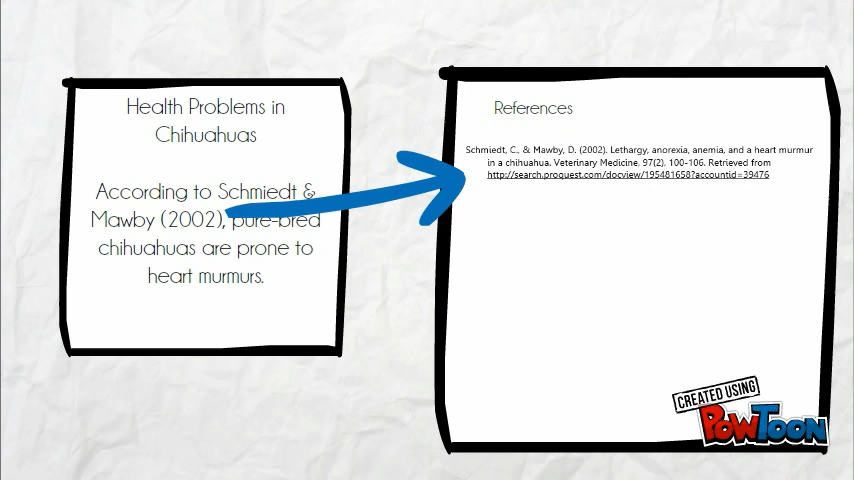 Health Problems in
Chihuahuas
According to Schmiedt &
Mawby (2002), pure-bred
chihuahuas are prone to
heart murmurs.
References
Schmiedt, C., & Mawby, D. (2002). Lethargy, anorexia, anemia, and a heart murmur
in a chihuahua. Veterinary Medicine, 97(2), 100-106. Retrieved from
http://search.proquest.com/docview/195481658?accountid=39476
CREATED USING
POWTOON